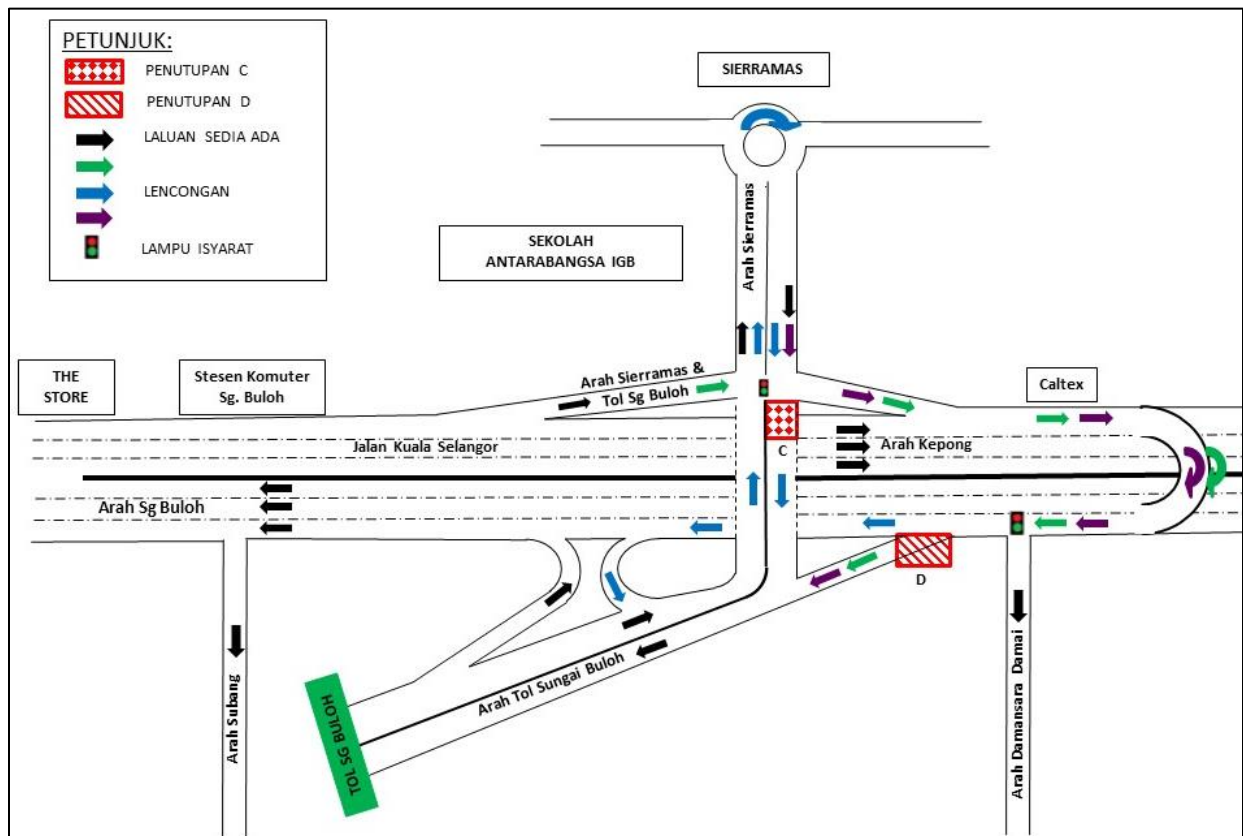 PETUNJUK:
PENUTUPAN C
PENUTUPAN D
LALUAN SEDIA ADA
LENCONGAN
LAMPU ISYARAT
SIERRAMAS
SEKOLAH
ANTARABANGSA IGB
Arah Sierramas
THE
STORE
Stesen Komuter
Sg. Buloh
Arah Sierramas &
Tol Sg Buloh
Caltex
Jalan Kuala Selangor
C
Arah Kepong
Arah Sg Buloh
D
Arah Subang
TOL SG BULOH
Arah Tol Sungai Buloh
Arah Damansara Damai